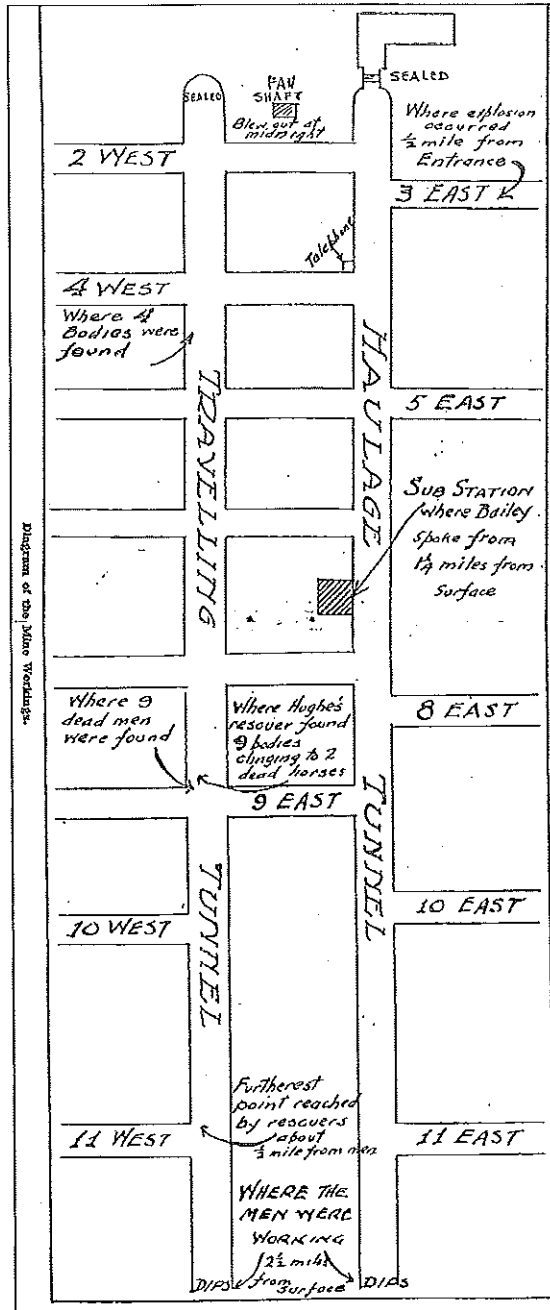 SEALED
FAN
SHAFT
Blew out at
midnight
SEALED
Where explosion
occurred
½ mile from
Entrance
2 WEST
3 EAST
Telephone
4 WEST
Where 4
Bodies were
found
5 EAST
TRAVELLING
HAULAGE
SUB STATION
where Bailey
spoke from
1¼ miles from
Surface
Diagram of the Mine Workings.
Where 9
dead men
were found
Where Hughe's
rescuer found
9 bodies
clinging to 2
dead horses
8 EAST
9 EAST
TUNNEL
TUNNEL
10 WEST
10 EAST
Furtherest
point reached
by rescuers
about
mile from men
11 WEST
11 EAST
WHERE THE
MEN WERE
WORKING
2½ miles
from
Surface
DIPS
DIPS